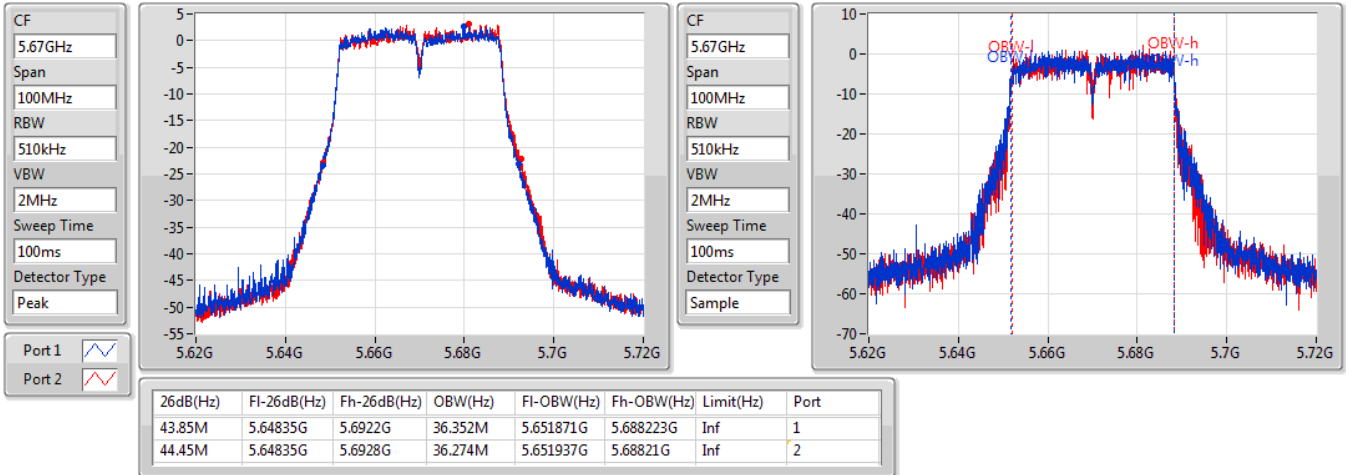 CF
5.67GHz
Span
100MHz
RBW
510kHz
VBW
2MHz
Sweep Time
100ms
Detector Type
Peak
Port 1
Port 2
5
0
-5
-10
-15
-20
-25
-30
-35
-40
-45
-50
-55
5.62G 5.64G 5.66G 5.68G 5.7G 5.72G
CF
5.67GHz
Span
100MHz
RBW
510kHz
VBW
2MHz
Sweep Time
100ms
Detector Type
Sample
10
0
-10
-20
-30
-40
-50
-60
-70
OBW-l OBW-h
5.62G 5.64G 5.66G 5.68G 5.7G 5.72G
26dB(Hz) Fl-26dB(Hz) Fh-26dB(Hz) OBW(Hz) Fl-OBW(Hz) Fh-OBW(Hz) Limit(Hz) Port
43.85M 5.64835G 5.6922G 36.352M 5.651871G 5.688223G Inf 1
44.45M 5.64835G 5.6928G 36.274M 5.651937G 5.68821G Inf 2